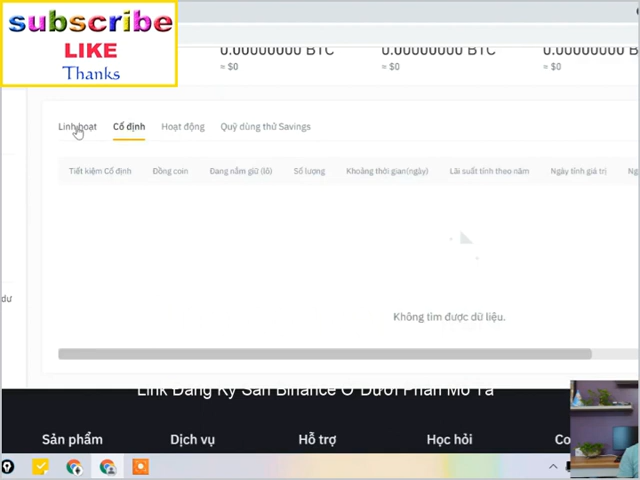 subscribe
LIKE
Thanks
0.00000000 BTC
≈ $0
0.00000000 BTC
≈ $0
0.00000000 BTC
≈ $0
Linh hoạt
Cố định
Hoạt động
Quỹ dùng thử Savings
Tiết kiệm Cố định
Đồng coin
Đang nắm giữ (lô)
Số lượng
Khoảng thời gian(ngày)
Lãi suất tính theo năm
Ngày tính giá trị
Ng
dư
Không tìm được dữ liệu.
Link Đăng Ký Sàn Binance Ở Dưới Phần Mô Tả
Sản phẩm
Dịch vụ
Hỗ trợ
Học hỏi
Co